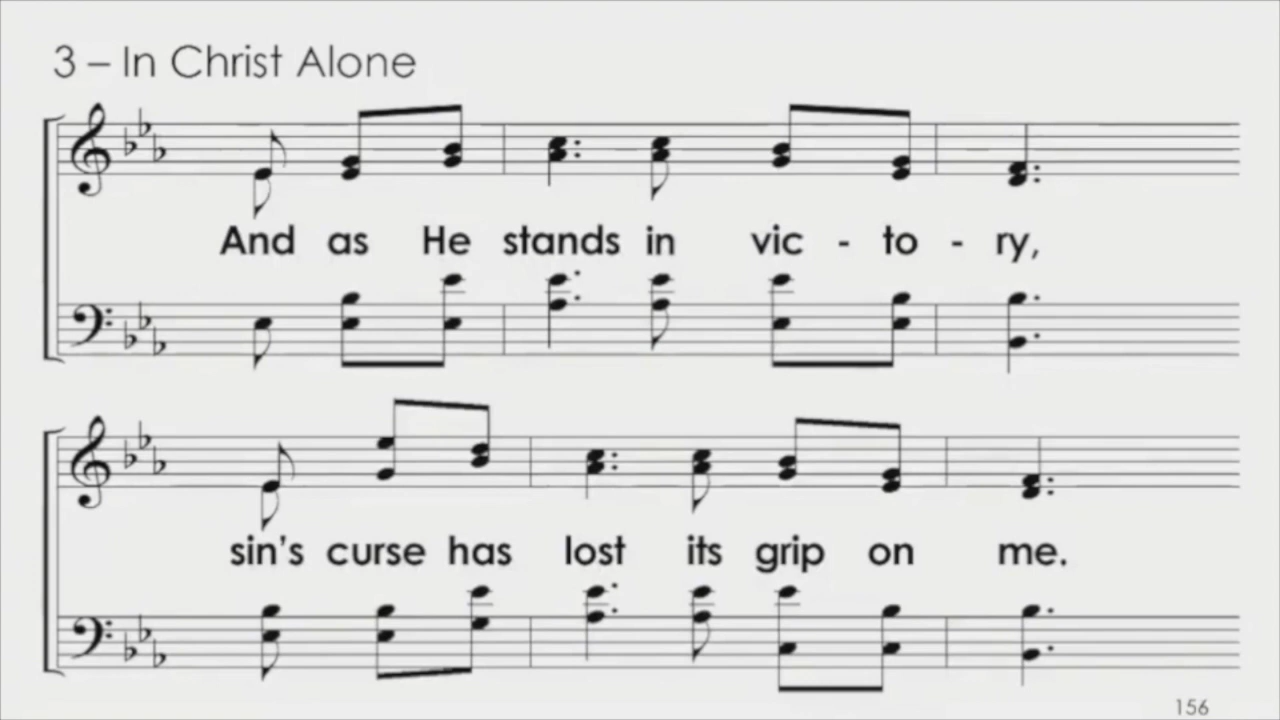 3 – In Christ Alone
And as He stands in vic - to - ry,
sin's curse has lost its grip on me.
156